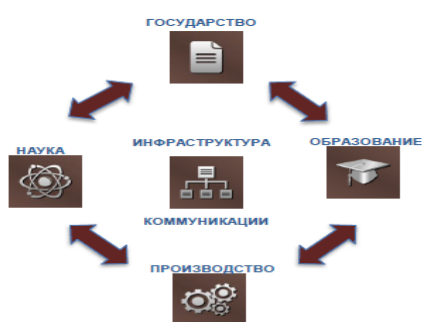 ГОСУДАРСТВО
НАУКА
ИНФРАСТРУКТУРА
ОБРАЗОВАНИЕ
КОММУНИКАЦИИ
ПРОИЗВОДСТВО